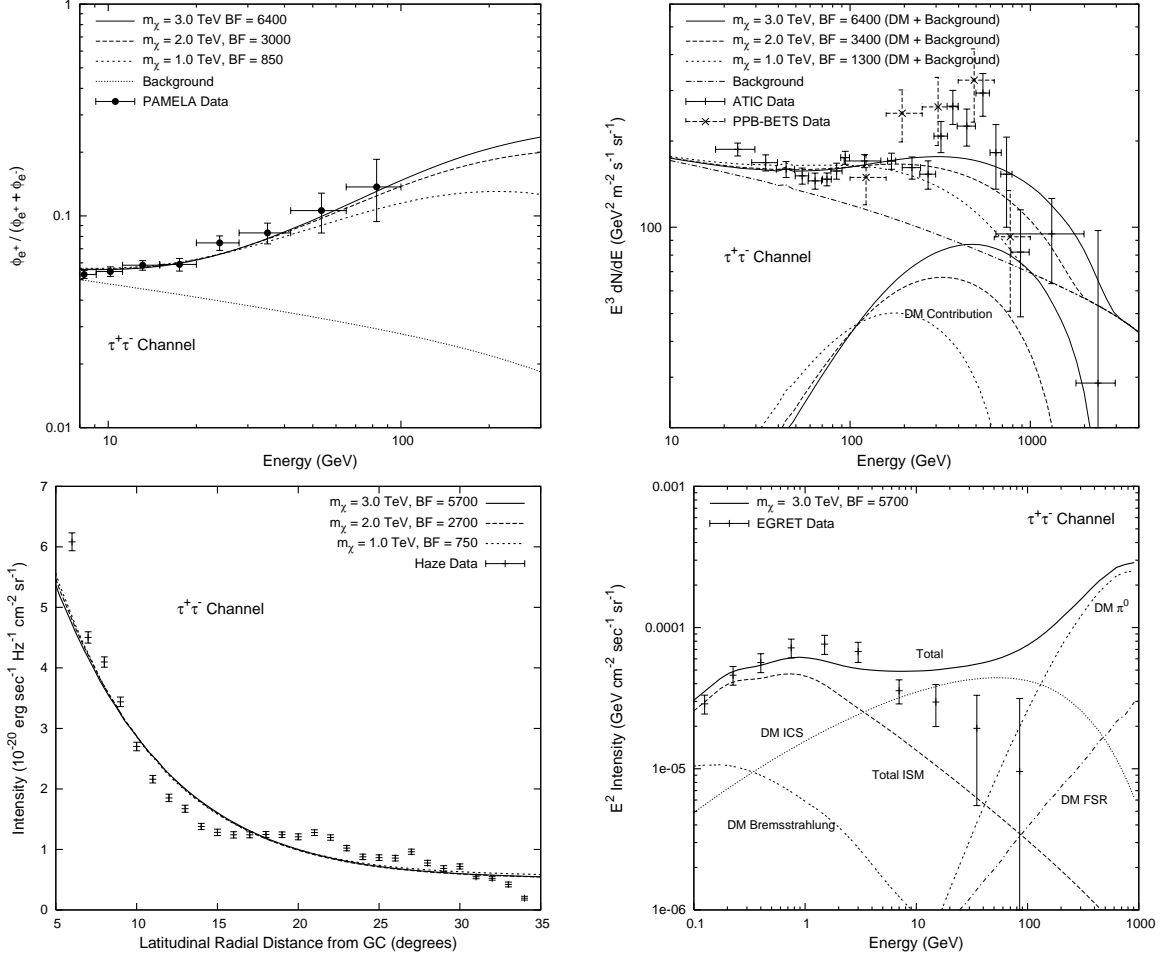 m_χ = 3.0 TeV BF = 6400
m_χ = 2.0 TeV, BF = 3000
m_χ = 1.0 TeV, BF = 850
Background
PAMELA Data
τ⁺τ⁻ Channel
1
0.1
0.01
ϕ_e⁺ / (ϕ_e⁺ + ϕ_e⁻)
10
100
Energy (GeV)
m_χ = 3.0 TeV, BF = 6400 (DM + Background)
m_χ = 2.0 TeV, BF = 3400 (DM + Background)
m_χ = 1.0 TeV, BF = 1300 (DM + Background)
Background
ATIC Data
PPB-BETS Data
τ⁺τ⁻ Channel
DM Contribution
100
E³ dN/dE (GeV² m⁻² s⁻¹ sr⁻¹)
10
100
1000
Energy (GeV)
m_χ = 3.0 TeV, BF = 5700
m_χ = 2.0 TeV, BF = 2700
m_χ = 1.0 TeV, BF = 750
Haze Data
τ⁺τ⁻ Channel
7
6
5
4
3
2
1
0
Intensity (10⁻²⁰ erg sec⁻¹ Hz⁻¹ cm⁻² sr⁻¹)
5
10
15
20
25
30
35
Latitudinal Radial Distance from GC (degrees)
m_χ = 3.0 TeV, BF = 5700
EGRET Data
τ⁺τ⁻ Channel
DM π⁰
Total
DM ICS
Total ISM
DM FSR
DM Bremsstrahlung
0.001
0.0001
1e-05
1e-06
E² Intensity (GeV cm⁻² sec⁻¹ sr⁻¹)
0.1
1
10
100
1000
Energy (GeV)